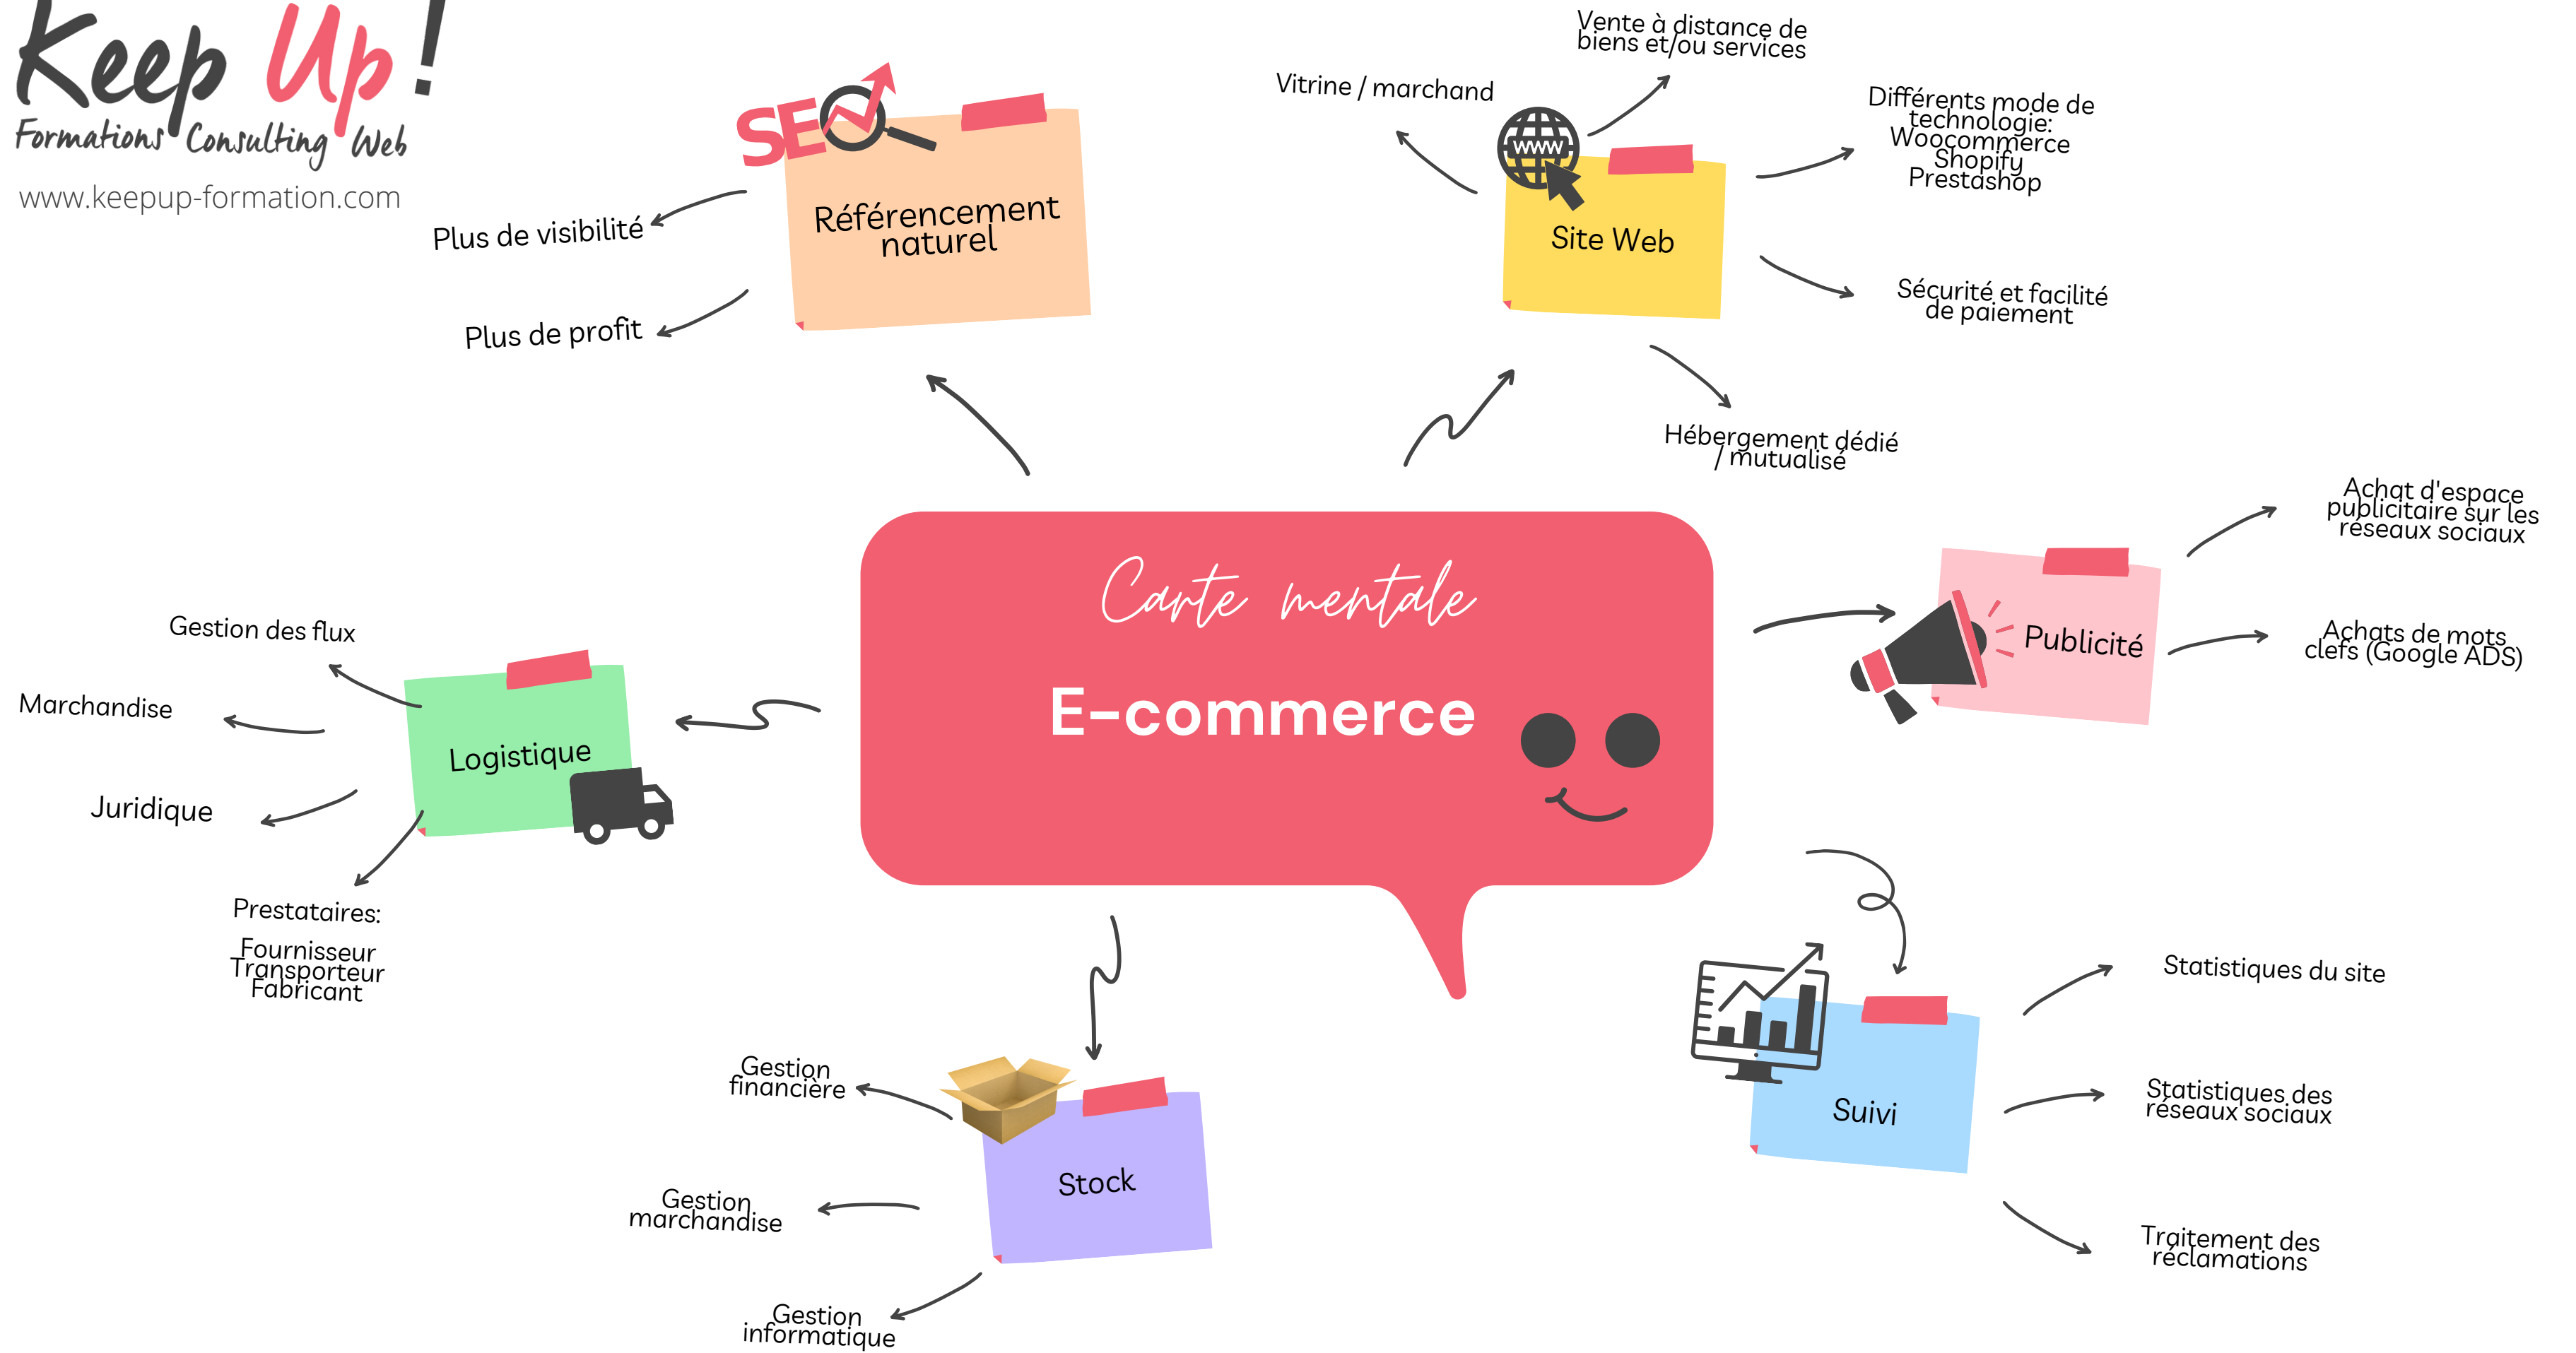 Keep Up !
Formations Consulting Web
www.keepup-formation.com
SEO
Référencement
naturel
Plus de visibilité
Plus de profit
Vitrine / marchand
Vente à distance de
biens et/ou services
Différents mode de
technologie:
Woocommerce
Shopify
Prestashop
WWW
Site Web
Sécurité et facilité
de paiement
Hébergement dédié
/ mutualisé
Carte mentale
E-commerce
Publicité
Achat d'espace
publicitaire sur les
réseaux sociaux
Achats de mots
clefs (Google ADS)
Gestion des flux
Marchandise
Juridique
Logistique
Prestataires:
Fournisseur
Transporteur
Fabricant
Suivi
Statistiques du site
Statistiques des
réseaux sociaux
Traitement des
réclamations
Gestion
financière
Stock
Gestion
marchandise
Gestion
informatique